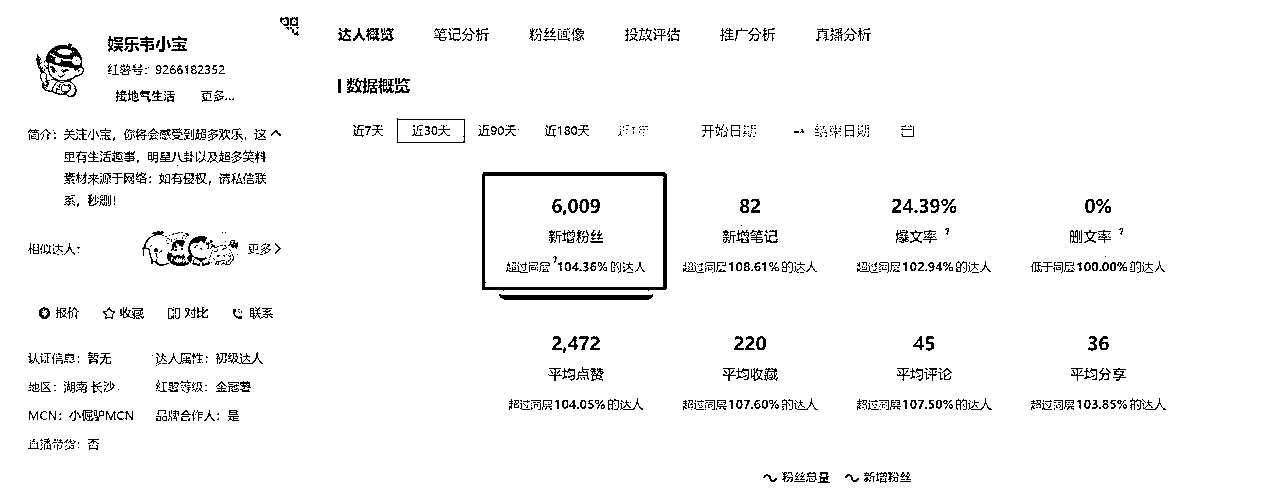 娱乐韦小宝
红薯号：9266182352
接地气生活 更多...
简介：关注小宝，你将会感受到超多欢乐，这
里有生活趣事，明星八卦以及超多笑料
素材来源于网络：如有侵权，请私信联
系，秒删！
相似达人： 更多
报价 收藏 对比 联系
认证信息：暂无 达人属性：初级达人
地区：湖南 长沙 红薯等级：金冠薯
MCN：小倔驴MCN 品牌合作人：是
直播带货：否
达人概览 笔记分析 粉丝画像 投放评估 推广分析 直播分析
数据概览
近7天 近30天 近90天 近180天 近1年 开始日期 → 结束日期
6,009 82 24.39% 0%
新增粉丝 新增笔记 爆文率 ? 删文率 ?
超过同层?104.36%的达人 超过同层108.61%的达人 超过同层102.94%的达人 低于同层100.00%的达人
2,472 220 45 36
平均点赞 平均收藏 平均评论 平均分享
超过同层104.05%的达人 超过同层107.60%的达人 超过同层107.50%的达人 超过同层103.85%的达人
粉丝总量 新增粉丝